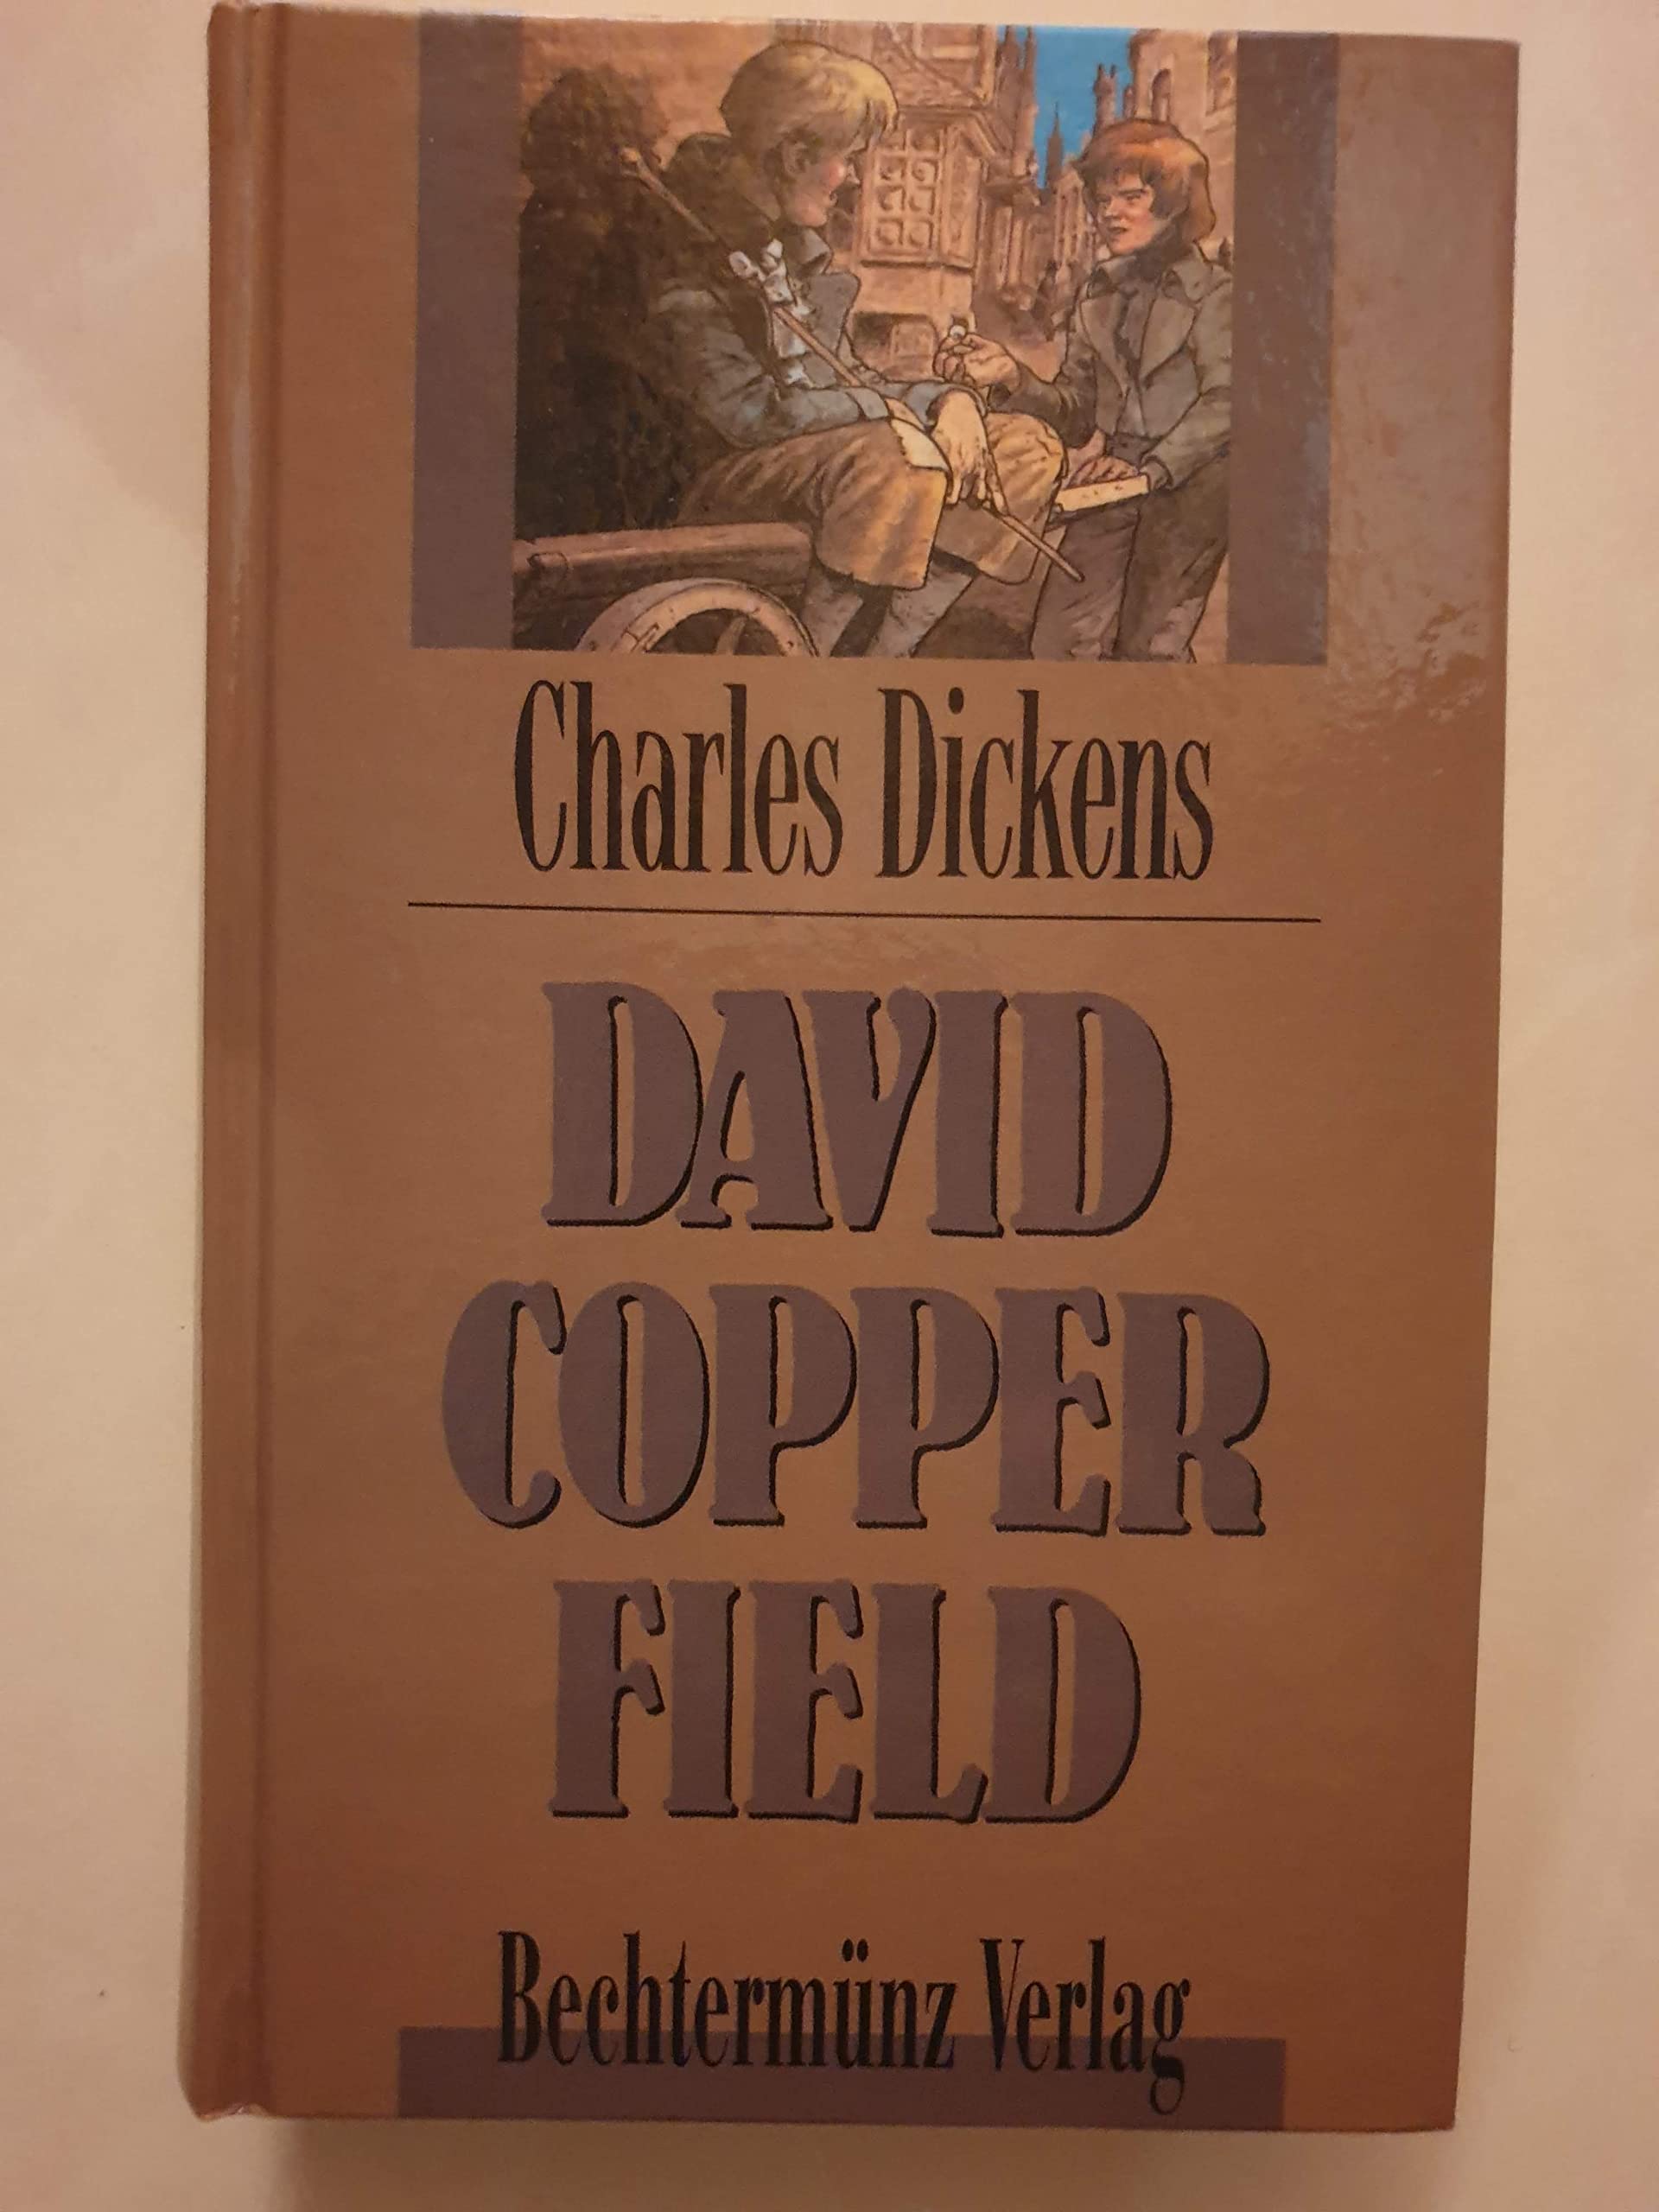 Charles Dickens
DAVID
COPPER
FIELD
Bechtermünz Verlag